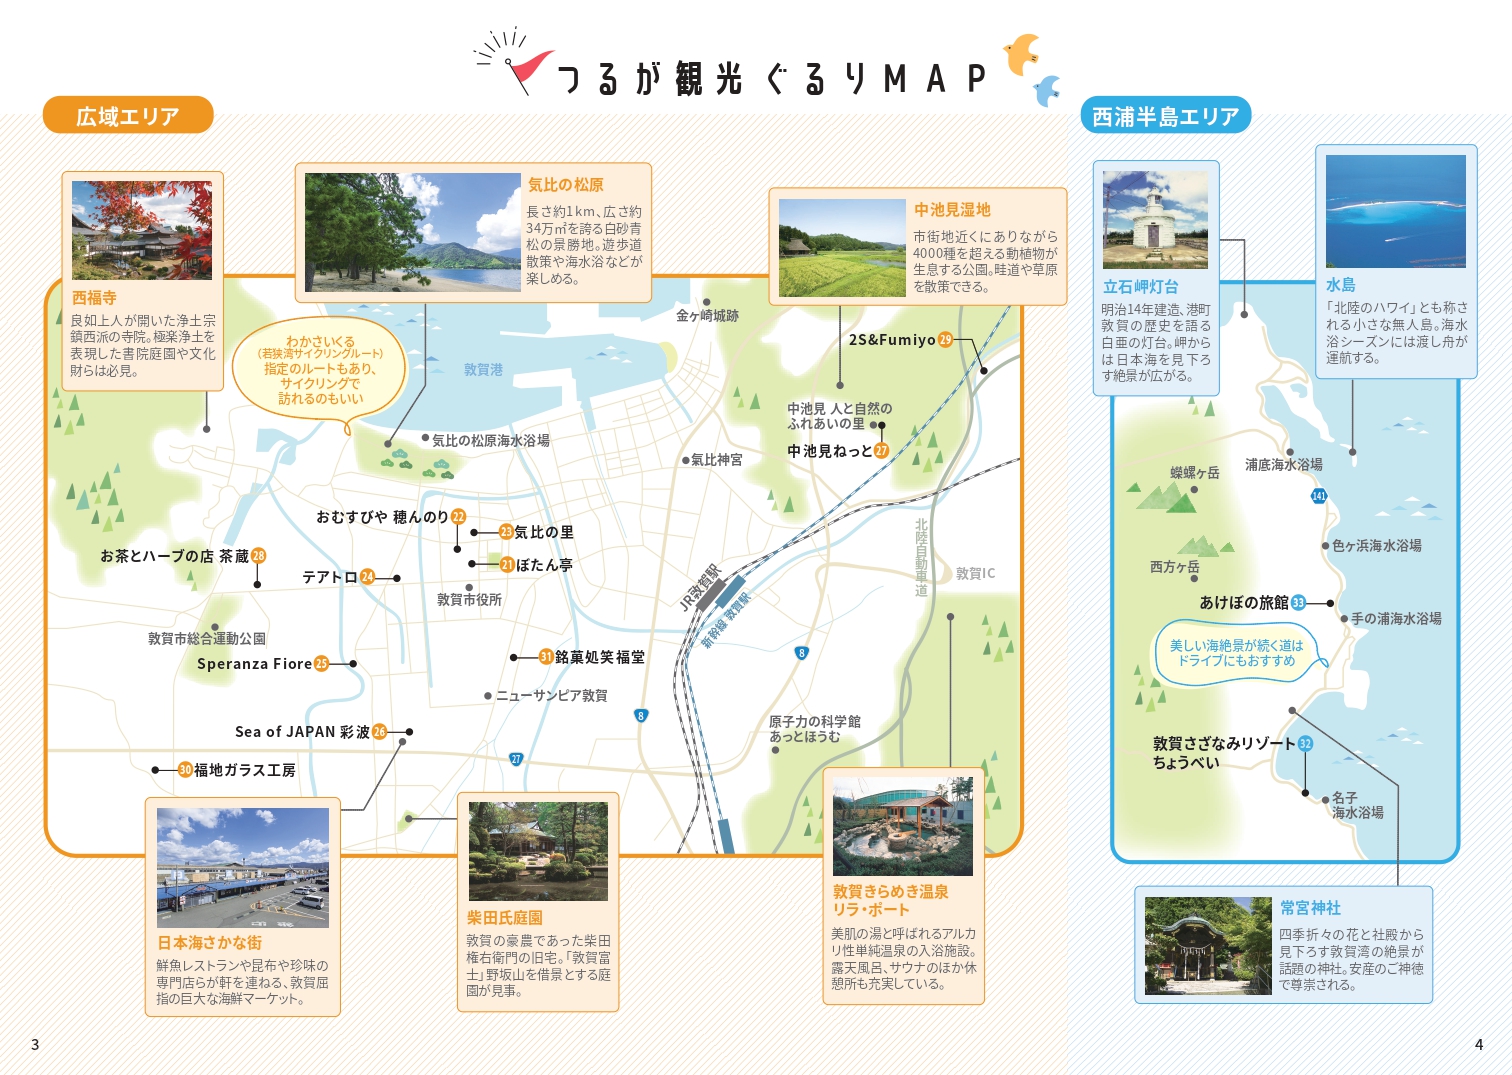 つるが観光ぐるりMAP
広域エリア
西福寺
良如上人が開いた浄土宗
鎮西派の寺院。極楽浄土を
表現した書院庭園や文化
財らは必見。
気比の松原
長さ約1km、広さ約
34万㎡を誇る白砂青
松の景勝地。遊歩道
散策や海水浴などが
楽しめる。
中池見湿地
市街地近くにありながら
4000種を超える動植物が
生息する公園。畦道や草原
を散策できる。
わかさいくる
(若狭湾サイクリングルート)
指定のルートもあり、
サイクリングで
訪れるのもいい
敦賀港
金ヶ崎城跡
2S&Fumiyo 29
中池見 人と自然の
ふれあいの里
中池見ねっと 27
気比の松原海水浴場
氣比神宮
おむすびや 穂んのり 22
23 気比の里
21 ぼたん亭
お茶とハーブの店 茶蔵 28
テアトロ 24
敦賀市役所
JR敦賀駅
新幹線 敦賀駅
北陸自動車道
敦賀IC
敦賀市総合運動公園
Speranza Fiore 25
31 銘菓処笑福堂
8
ニューサンピア敦賀
8
Sea of JAPAN 彩波 26
27
原子力の科学館
あっとほうむ
30 福地ガラス工房
日本海さかな街
鮮魚レストランや昆布や珍味の
専門店らが軒を連ねる、敦賀屈
指の巨大な海鮮マーケット。
柴田氏庭園
敦賀の豪農であった柴田
権右衛門の旧宅。「敦賀富
士」野坂山を借景とする庭
園が見事。
敦賀きらめき温泉
リラ・ポート
美肌の湯と呼ばれるアルカ
リ性単純温泉の入浴施設。
露天風呂、サウナのほか休
憩所も充実している。
西浦半島エリア
立石岬灯台
明治14年建造、港町
敦賀の歴史を語る
白亜の灯台。岬から
は日本海を見下ろ
す絶景が広がる。
水島
「北陸のハワイ」とも称さ
れる小さな無人島。海水
浴シーズンには渡し舟が
運航する。
浦底海水浴場
蠑螺ヶ岳
141
色ヶ浜海水浴場
西方ヶ岳
あけぼの旅館 33
手の浦海水浴場
美しい海絶景が続く道は
ドライブにもおすすめ
敦賀さざなみリゾート 32
ちょうべい
名子
海水浴場
常宮神社
四季折々の花と社殿から
見下ろす敦賀湾の絶景が
話題の神社。安産のご神徳
で尊崇される。
3
4